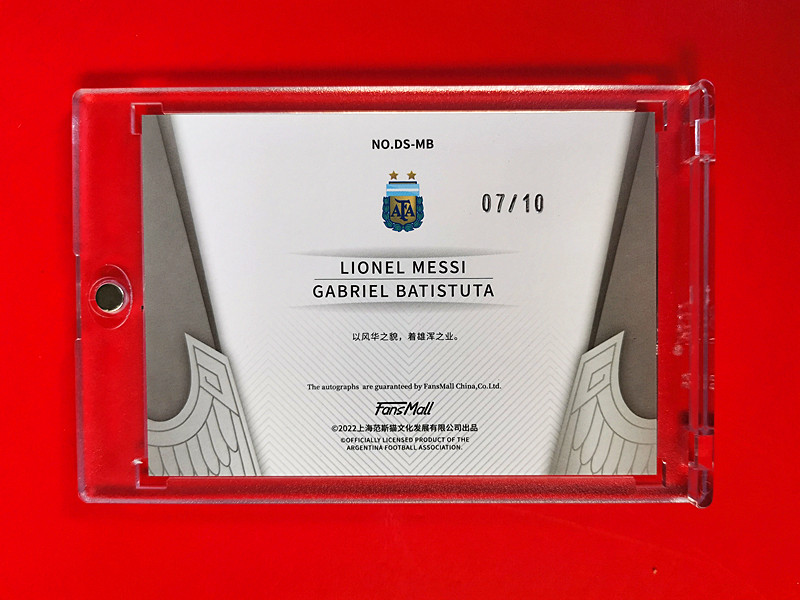 NO.DS-MB
AFA
07/10
LIONEL MESSI
GABRIEL BATISTUTA
以风华之貌，着雄浑之业。
The autographs are guaranteed by FansMall China,Co.Ltd.
FansMall
©2022上海范斯猫文化发展有限公司出品
©OFFICIALLY LICENSED PRODUCT OF THE
ARGENTINA FOOTBALL ASSOCIATION.